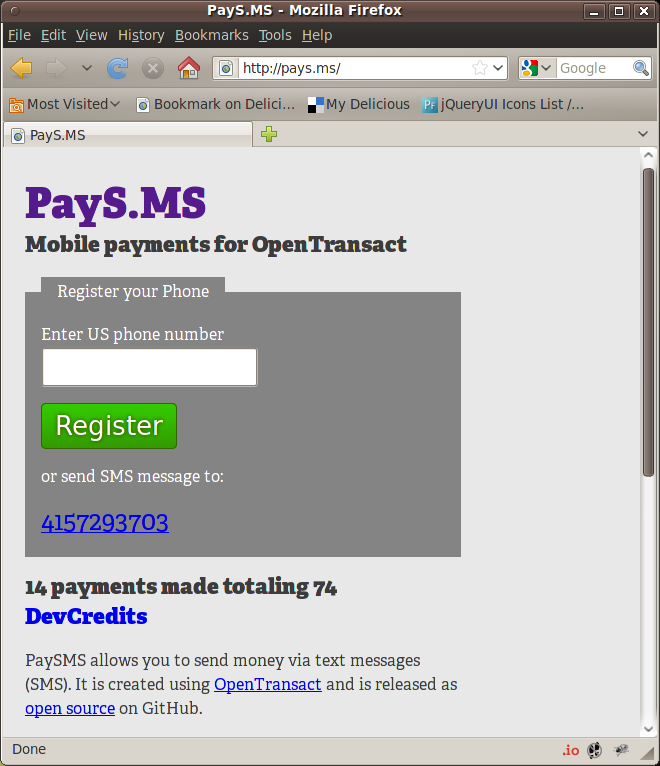 PayS.MS - Mozilla Firefox
File Edit View History Bookmarks Tools Help
http://pays.ms/ Google
Most Visited Bookmark on Delici... My Delicious Pf jQueryUI Icons List /...
PayS.MS
PayS.MS
Mobile payments for OpenTransact
Register your Phone
Enter US phone number
Register
or send SMS message to:
4157293703
14 payments made totaling 74
DevCredits
PaySMS allows you to send money via text messages
(SMS). It is created using OpenTransact and is released as
open source on GitHub.
Done .io